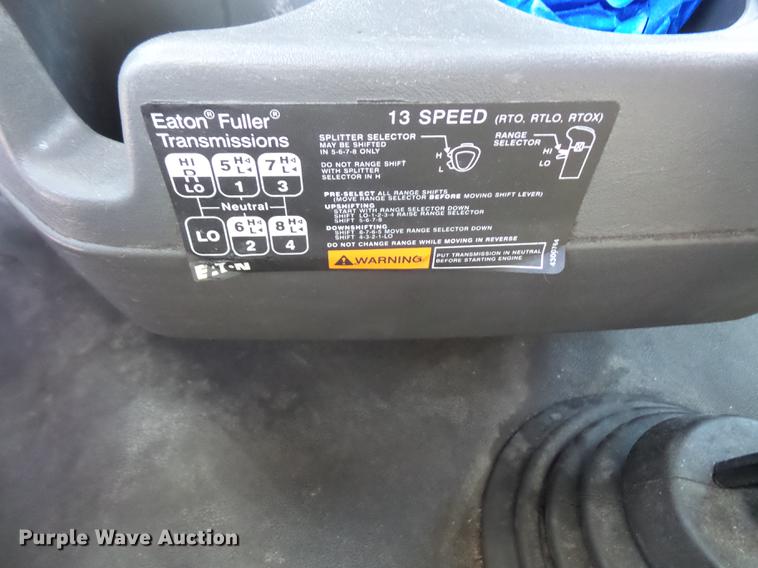 Eaton® Fuller®
Transmissions
13 SPEED (RTO, RTLO, RTOX)
SPLITTER SELECTOR
MAY BE SHIFTED
IN 5-6-7-8 ONLY
H
L
RANGE
SELECTOR
HI
LO
DO NOT RANGE SHIFT
WITH SPLITTER
SELECTOR IN H
HI
R
LO
5 H L
1
7 H L
3
Neutral
LO
6 H L
2
8 H L
4
PRE-SELECT ALL RANGE SHIFTS
(MOVE RANGE SELECTOR BEFORE MOVING SHIFT LEVER)
UPSHIFTING
START WITH RANGE SELECTOR DOWN
SHIFT LO-1-2-3-4 RAISE RANGE SELECTOR
SHIFT 5-6-7-8
DOWNSHIFTING
SHIFT 8-7-6-5 MOVE RANGE SELECTOR DOWN
SHIFT 4-3-2-1-LO
DO NOT CHANGE RANGE WHILE MOVING IN REVERSE
WARNING
PUT TRANSMISSION IN NEUTRAL
BEFORE STARTING ENGINE
4300764
EATON
Purple Wave Auction